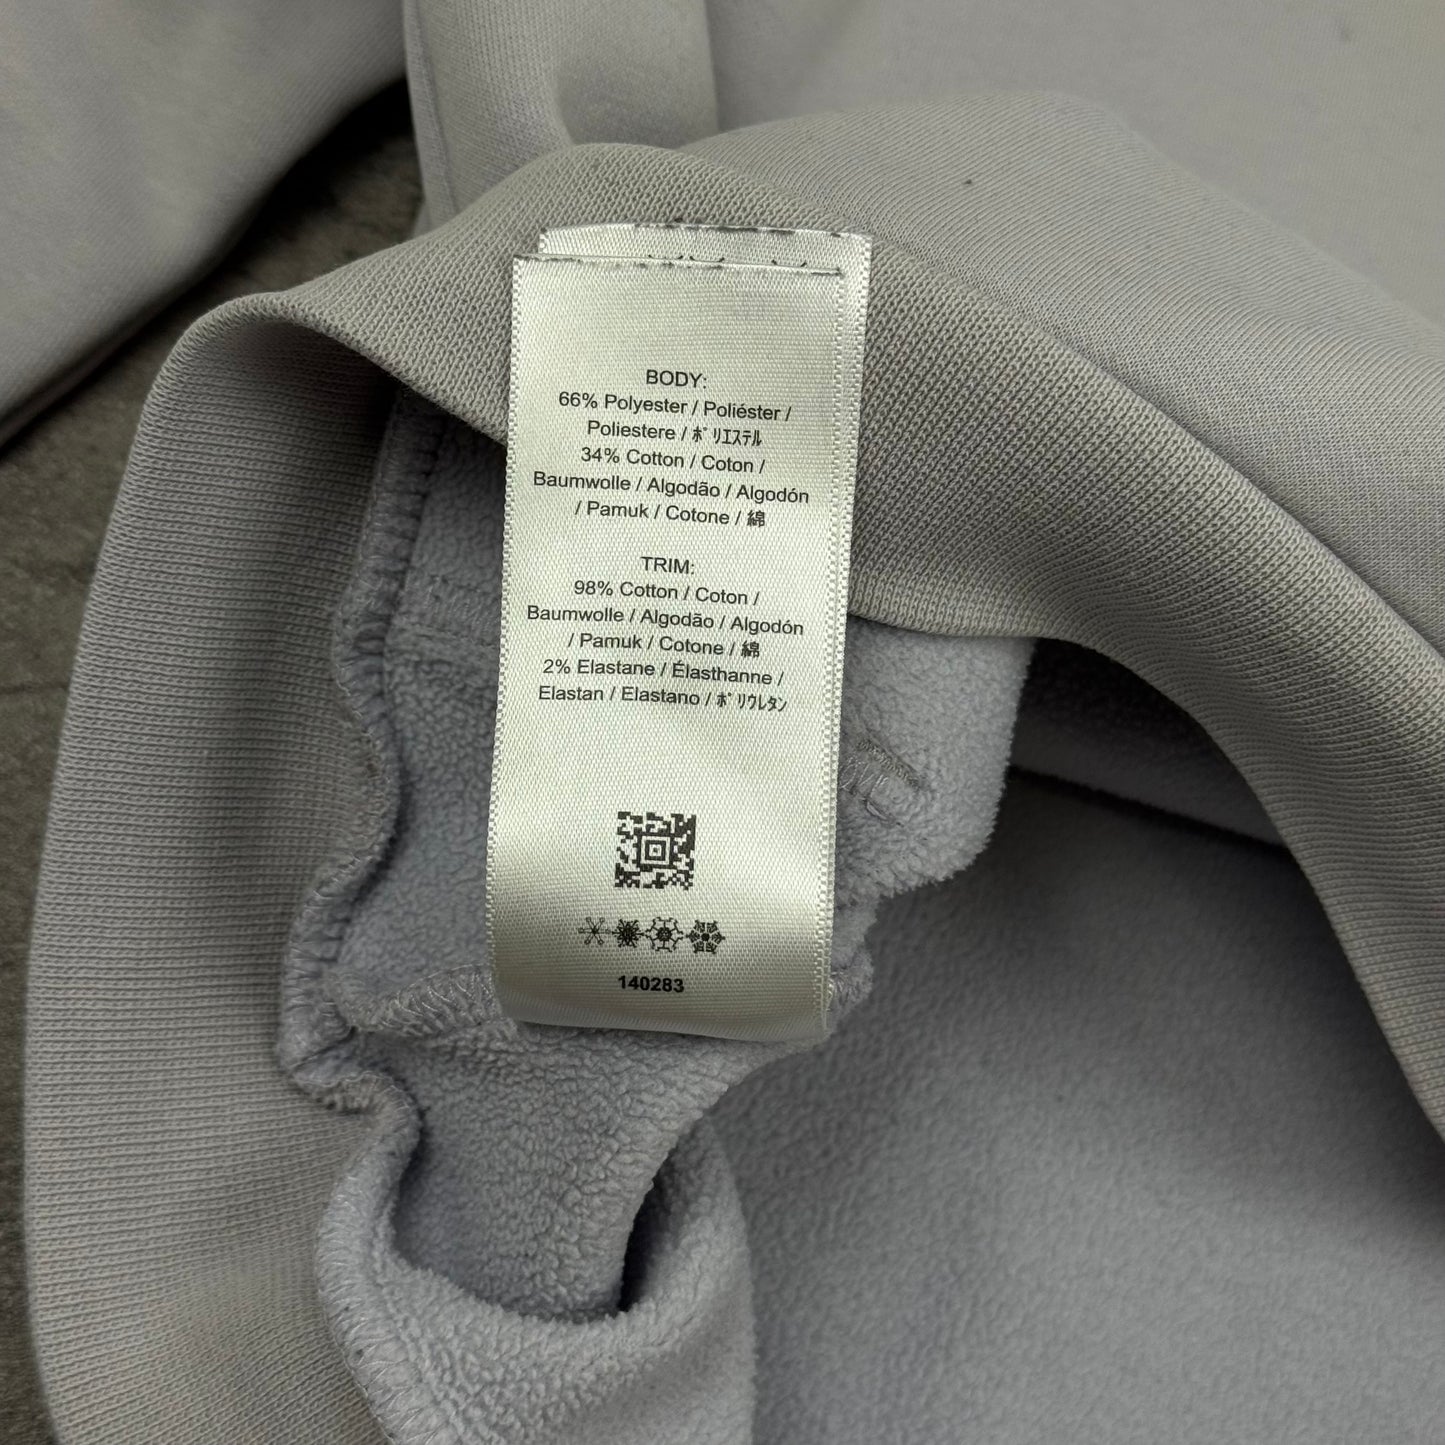 BODY:
66% Polyester / Poliéster /
Poliestere / ﾎﾟﾘｴｽﾃﾙ
34% Cotton / Coton /
Baumwolle / Algodão / Algodón
/ Pamuk / Cotone / 綿
TRIM:
98% Cotton / Coton /
Baumwolle / Algodão / Algodón
/ Pamuk / Cotone / 綿
2% Elastane / Élasthanne /
Elastan / Elastano / ﾎﾟﾘｳﾚﾀﾝ
140283